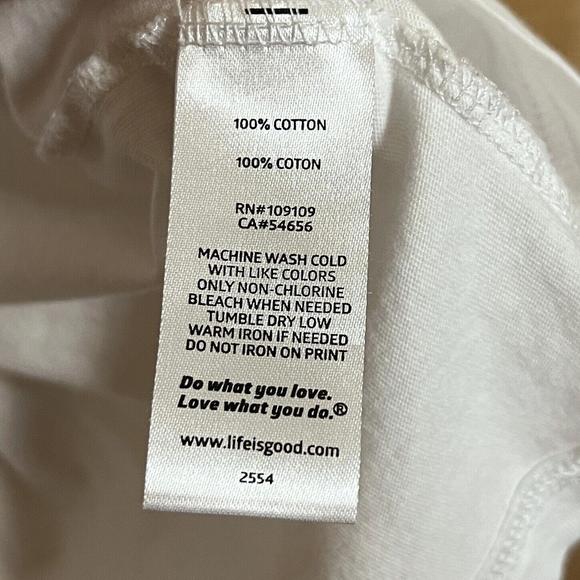 100% COTTON
100% COTON
RN#109109
CA#54656
MACHINE WASH COLD
WITH LIKE COLORS
ONLY NON-CHLORINE
BLEACH WHEN NEEDED
TUMBLE DRY LOW
WARM IRON IF NEEDED
DO NOT IRON ON PRINT
Do what you love.
Love what you do.®
www.lifeisgood.com
2554